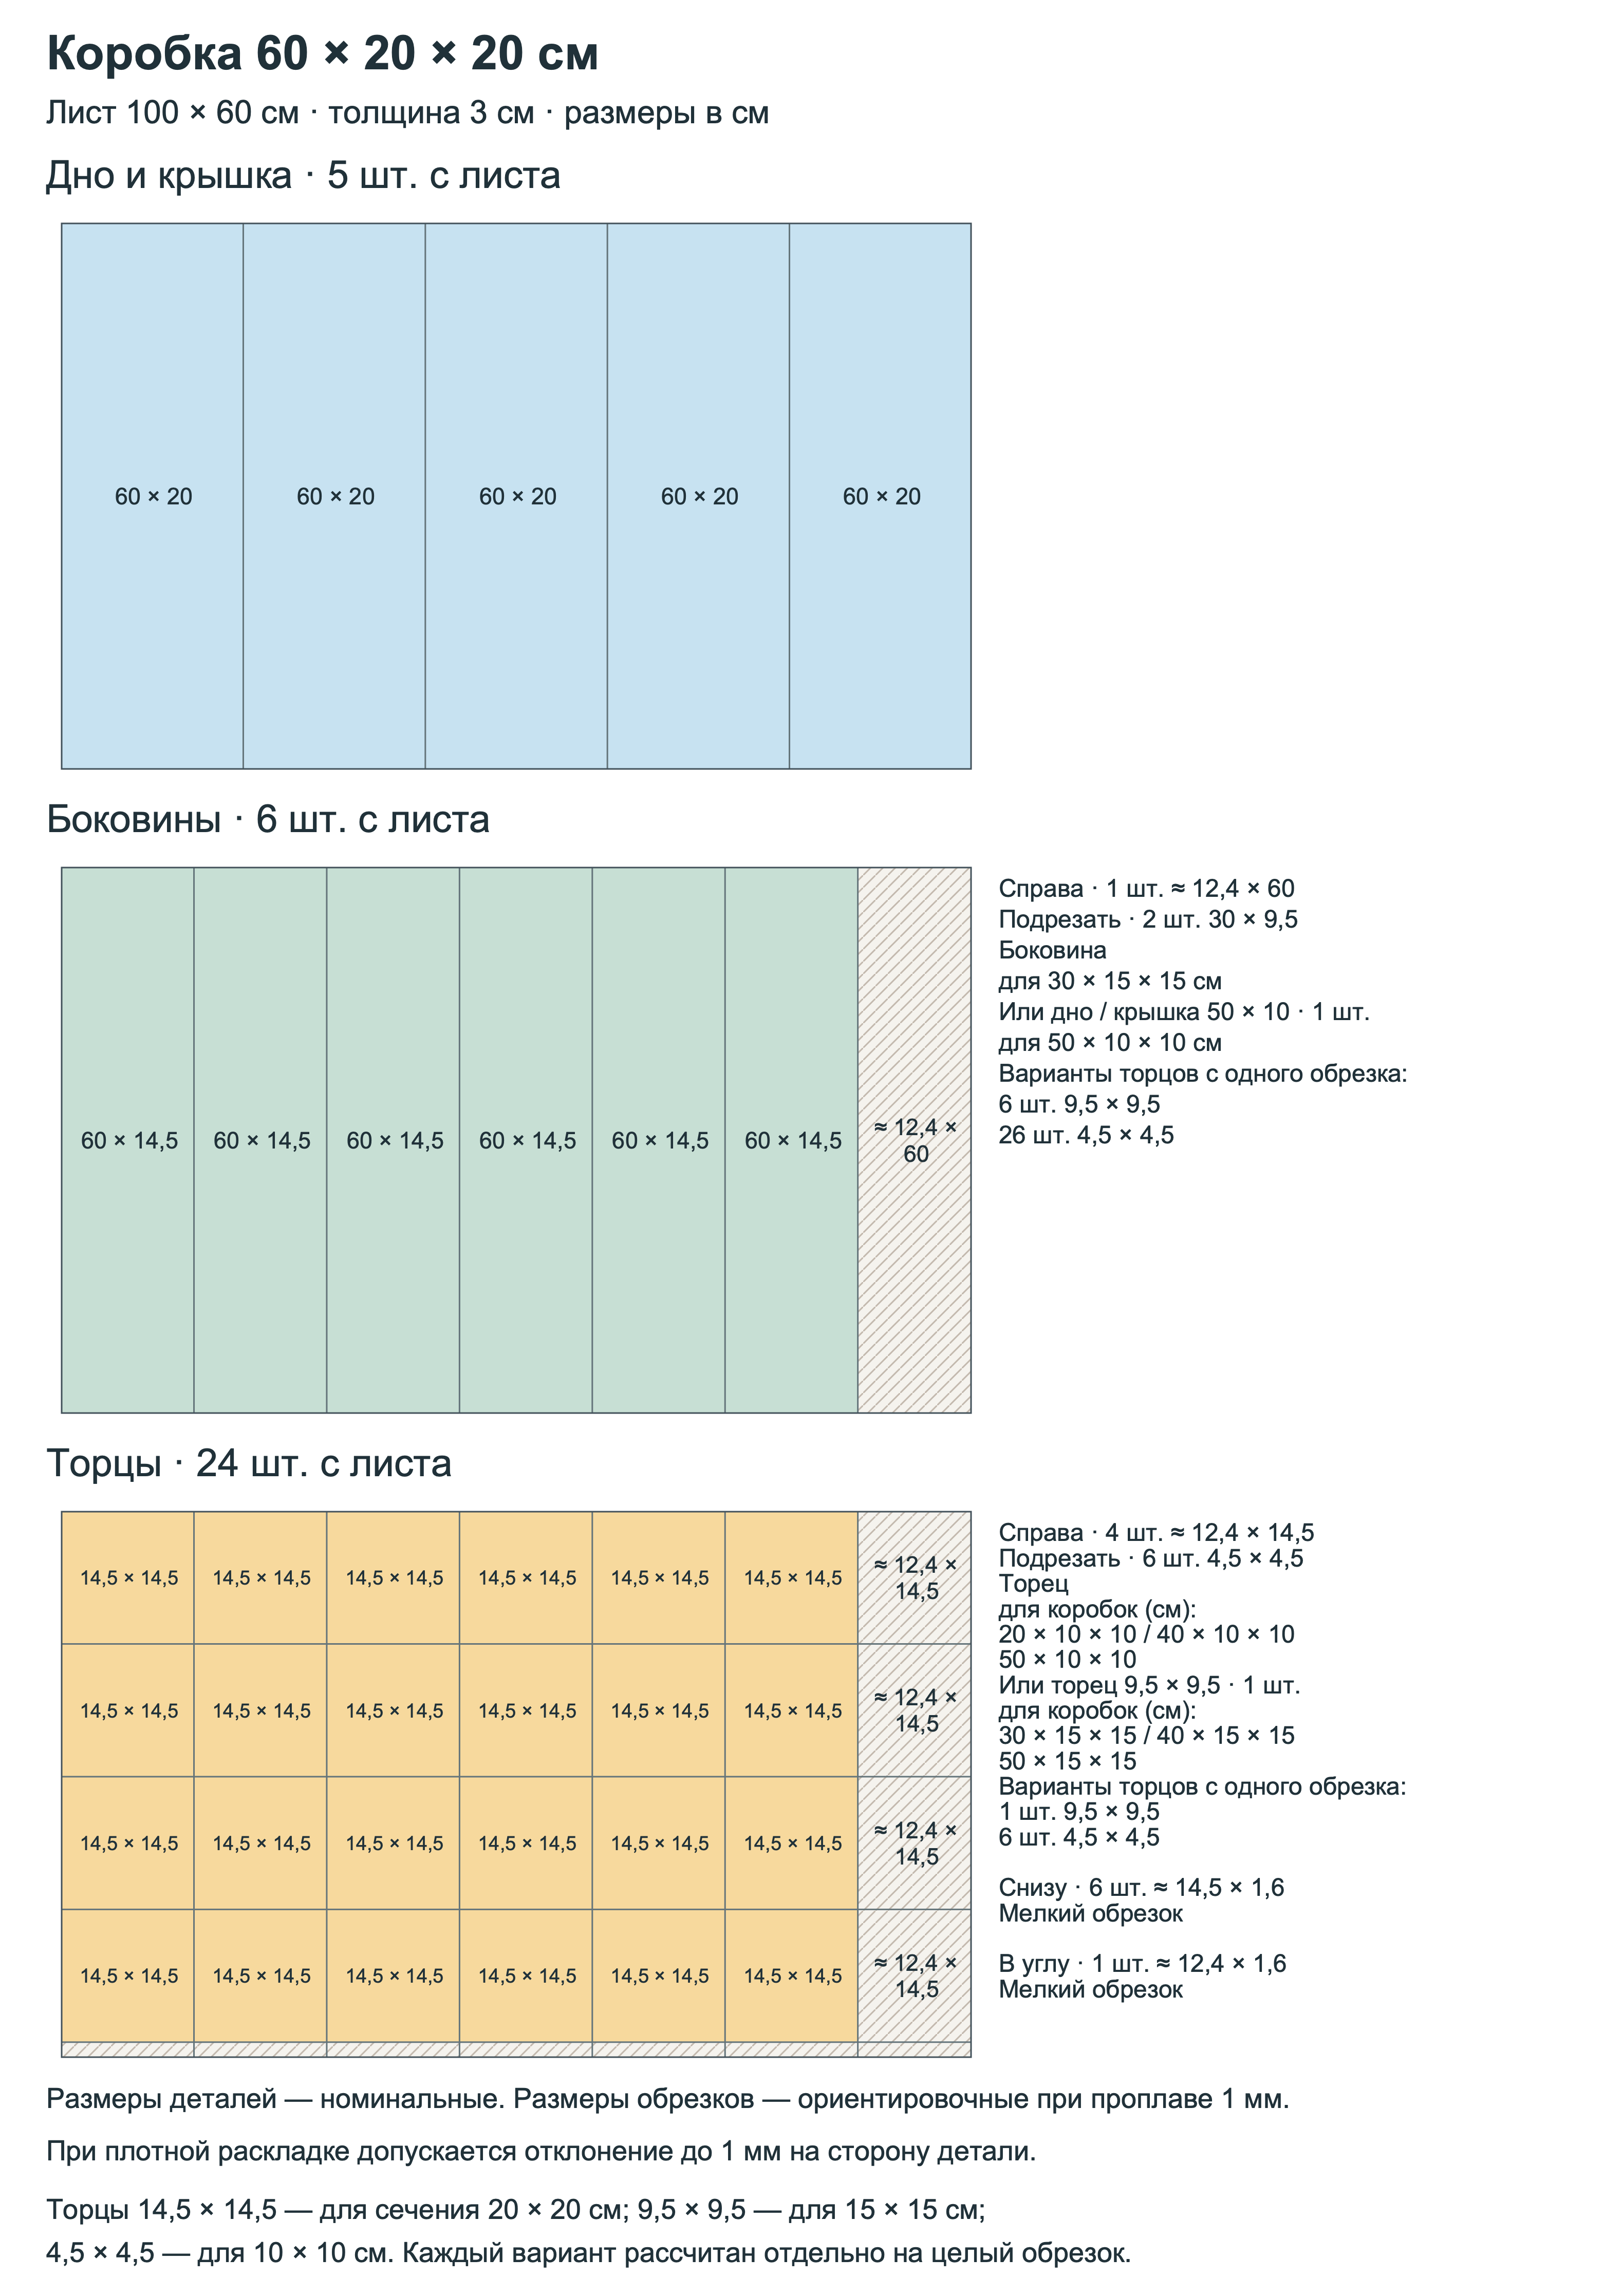 Коробка 60 × 20 × 20 см
Лист 100 × 60 см · толщина 3 см · размеры в см
Дно и крышка · 5 шт. с листа
60 × 20
60 × 20
60 × 20
60 × 20
60 × 20
Боковины · 6 шт. с листа
60 × 14,5
60 × 14,5
60 × 14,5
60 × 14,5
60 × 14,5
60 × 14,5
≈ 12,4 ×
60
Справа · 1 шт. ≈ 12,4 × 60
Подрезать · 2 шт. 30 × 9,5
Боковина
для 30 × 15 × 15 см
Или дно / крышка 50 × 10 · 1 шт.
для 50 × 10 × 10 см
Варианты торцов с одного обрезка:
6 шт. 9,5 × 9,5
26 шт. 4,5 × 4,5
Торцы · 24 шт. с листа
14,5 × 14,5
14,5 × 14,5
14,5 × 14,5
14,5 × 14,5
14,5 × 14,5
14,5 × 14,5
≈ 12,4 ×
14,5
14,5 × 14,5
14,5 × 14,5
14,5 × 14,5
14,5 × 14,5
14,5 × 14,5
14,5 × 14,5
≈ 12,4 ×
14,5
14,5 × 14,5
14,5 × 14,5
14,5 × 14,5
14,5 × 14,5
14,5 × 14,5
14,5 × 14,5
≈ 12,4 ×
14,5
14,5 × 14,5
14,5 × 14,5
14,5 × 14,5
14,5 × 14,5
14,5 × 14,5
14,5 × 14,5
≈ 12,4 ×
14,5
Справа · 4 шт. ≈ 12,4 × 14,5
Подрезать · 6 шт. 4,5 × 4,5
Торец
для коробок (см):
20 × 10 × 10 / 40 × 10 × 10
50 × 10 × 10
Или торец 9,5 × 9,5 · 1 шт.
для коробок (см):
30 × 15 × 15 / 40 × 15 × 15
50 × 15 × 15
Варианты торцов с одного обрезка:
1 шт. 9,5 × 9,5
6 шт. 4,5 × 4,5
Снизу · 6 шт. ≈ 14,5 × 1,6
Мелкий обрезок
В углу · 1 шт. ≈ 12,4 × 1,6
Мелкий обрезок
Размеры деталей — номинальные. Размеры обрезков — ориентировочные при проплаве 1 мм.
При плотной раскладке допускается отклонение до 1 мм на сторону детали.
Торцы 14,5 × 14,5 — для сечения 20 × 20 см; 9,5 × 9,5 — для 15 × 15 см;
4,5 × 4,5 — для 10 × 10 см. Каждый вариант рассчитан отдельно на целый обрезок.